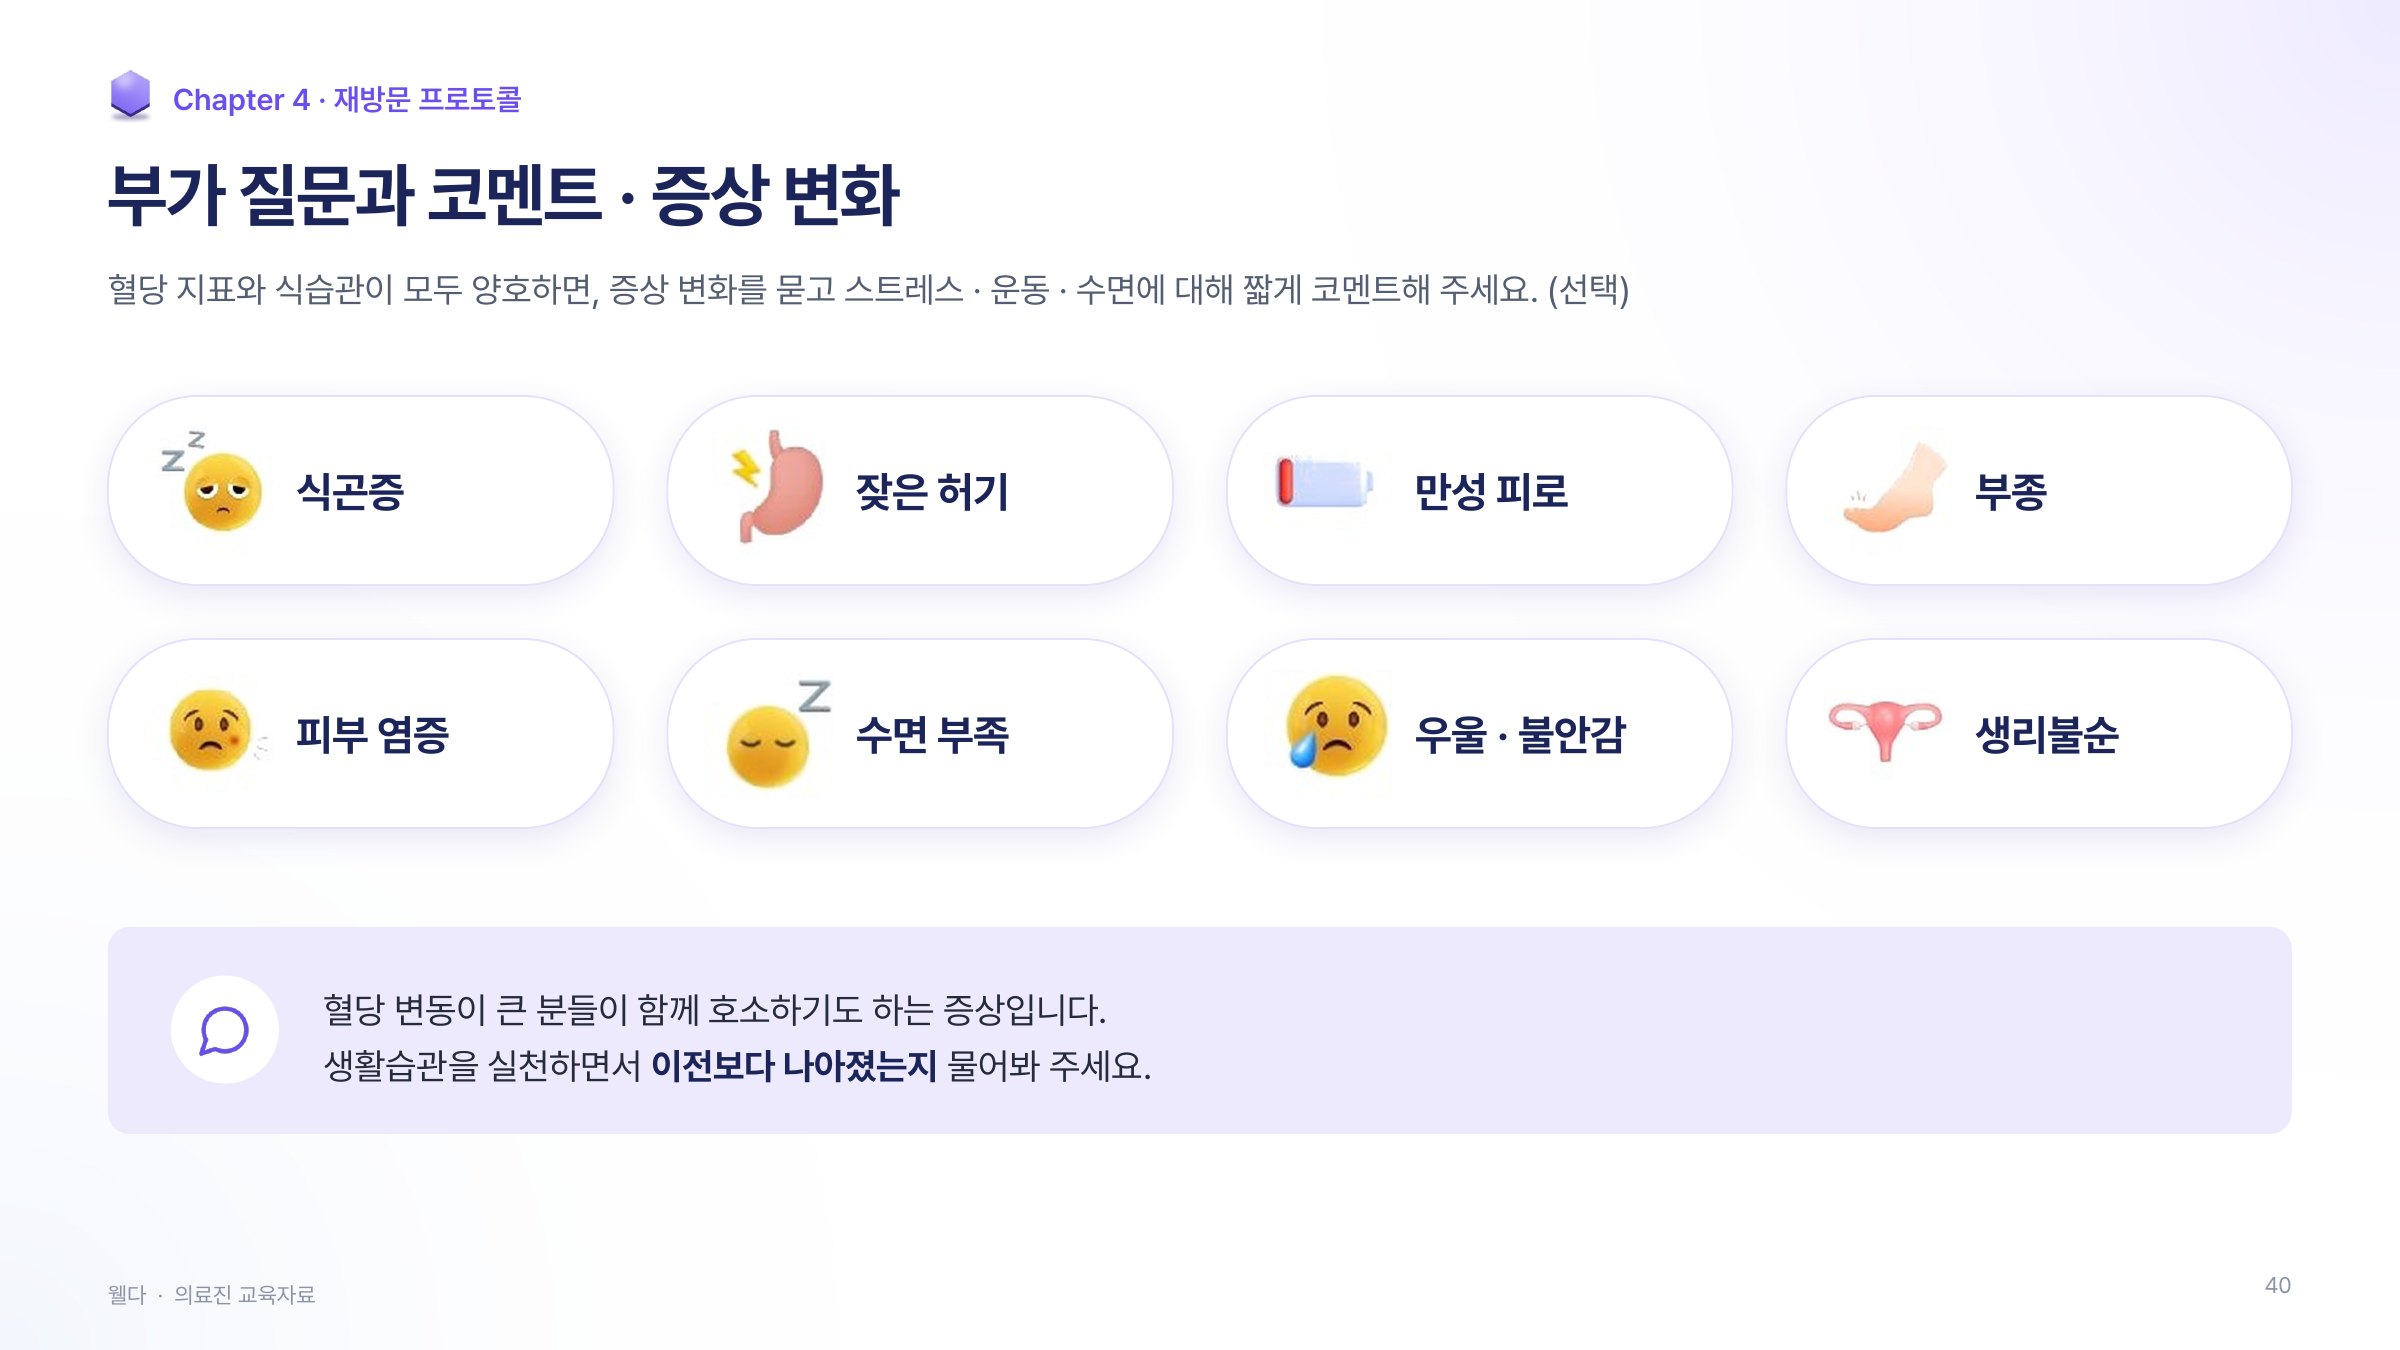 Chapter 4 · 재방문 프로토콜
부가 질문과 코멘트 · 증상 변화
혈당 지표와 식습관이 모두 양호하면, 증상 변화를 묻고 스트레스 · 운동 · 수면에 대해 짧게 코멘트해 주세요. (선택)
식곤증
잦은 허기
만성 피로
부종
피부 염증
수면 부족
우울 · 불안감
생리불순
혈당 변동이 큰 분들이 함께 호소하기도 하는 증상입니다.
생활습관을 실천하면서 이전보다 나아졌는지 물어봐 주세요.
웰다 · 의료진 교육자료
40